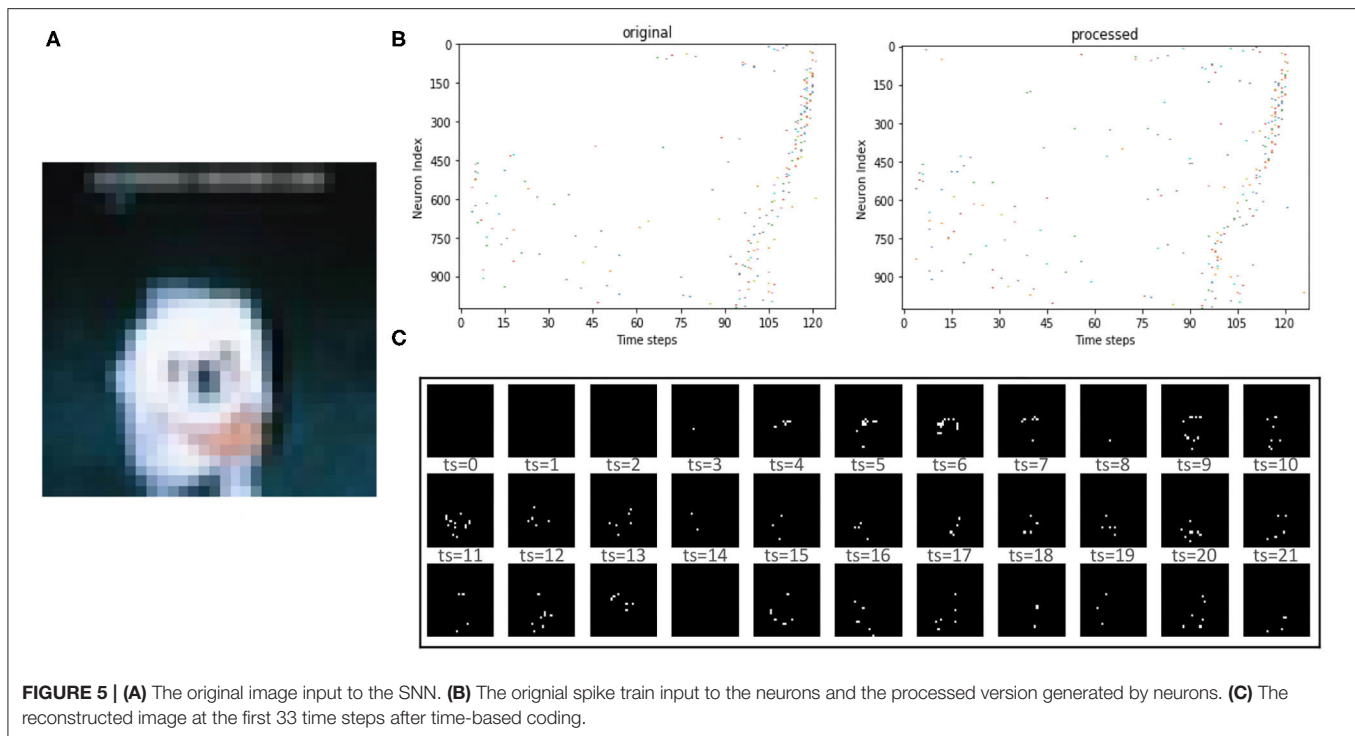 A
B
original
processed
0
150
300
450
600
750
900
Neuron Index
0 15 30 45 60 75 90 105 120
Time steps
0
150
300
450
600
750
900
Neuron Index
0 15 30 45 60 75 90 105 120
Time steps
C
ts=0 ts=1 ts=2 ts=3 ts=4 ts=5 ts=6 ts=7 ts=8 ts=9 ts=10
ts=11 ts=12 ts=13 ts=14 ts=15 ts=16 ts=17 ts=18 ts=19 ts=20 ts=21
FIGURE 5 | (A) The original image input to the SNN. (B) The orignial spike train input to the neurons and the processed version generated by neurons. (C) The
reconstructed image at the first 33 time steps after time-based coding.